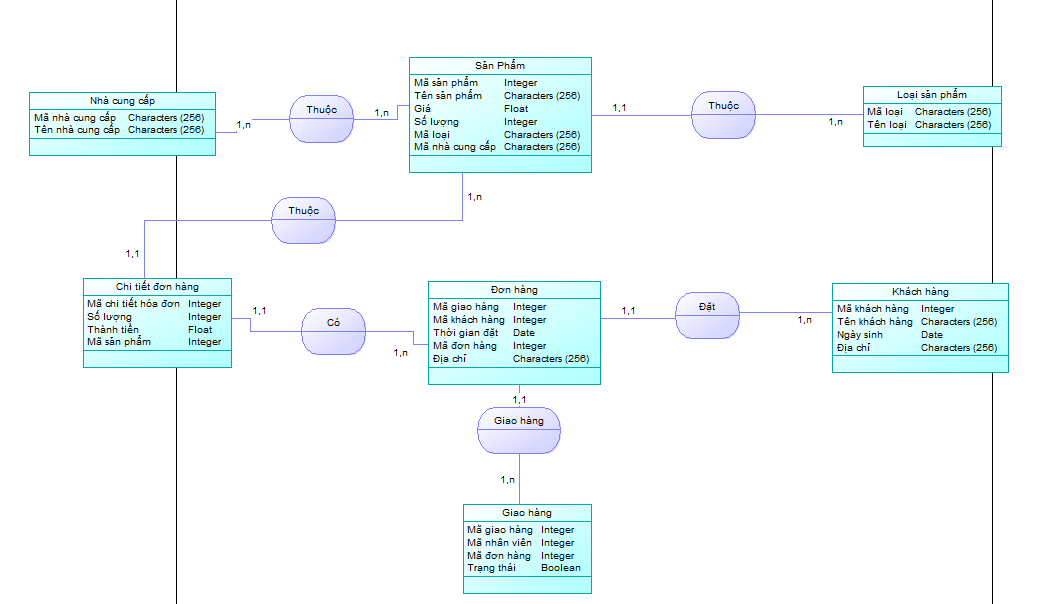 Sản Phẩm
Mã sản phẩm Integer
Tên sản phẩm Characters (256)
Giá Float
Số lượng Integer
Mã loại Characters (256)
Mã nhà cung cấp Characters (256)
Nhà cung cấp
Mã nhà cung cấp Characters (256)
Tên nhà cung cấp Characters (256)
1,n
Thuộc
1,n
1,1
Thuộc
1,n
Loại sản phẩm
Mã loại Characters (256)
Tên loại Characters (256)
1,n
Thuộc
1,1
Chi tiết đơn hàng
Mã chi tiết hóa đơn Integer
Số lượng Integer
Thành tiền Float
Mã sản phẩm Integer
1,1
Có
1,n
Đơn hàng
Mã giao hàng Integer
Mã khách hàng Integer
Thời gian đặt Date
Mã đơn hàng Integer
Địa chỉ Characters (256)
1,1
Đặt
1,n
Khách hàng
Mã khách hàng Integer
Tên khách hàng Characters (256)
Ngày sinh Date
Địa chỉ Characters (256)
1,1
Giao hàng
1,n
Giao hàng
Mã giao hàng Integer
Mã nhân viên Integer
Mã đơn hàng Integer
Trạng thái Boolean